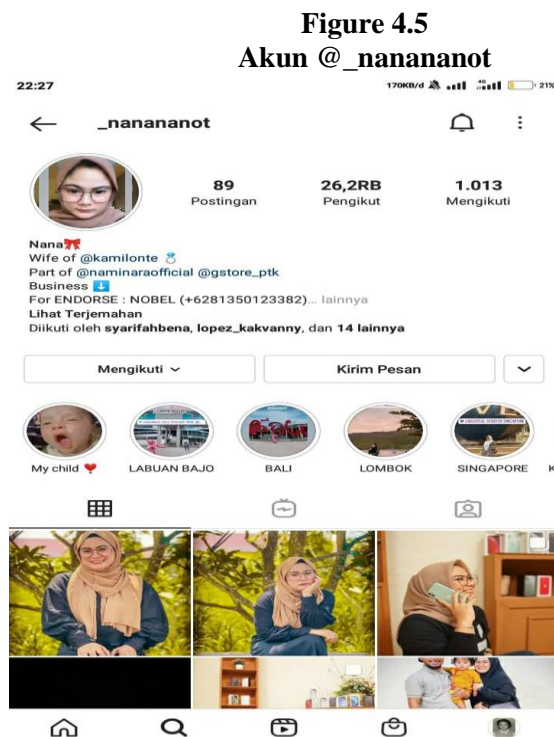 Figure 4.5
Akun @_nanananot
22:27
170KB/d 4G 21%
_nanananot
89 26,2RB 1.013
Postingan Pengikut Mengikuti
Nana
Wife of @kamilonte
Part of @naminaraofficial @gstore_ptk
Business
For ENDORSE : NOBEL (+6281350123382)... lainnya
Lihat Terjemahan
Diikuti oleh syarifahbena, lopez_kakvanny, dan 14 lainnya
Mengikuti Kirim Pesan
My child LABUAN BAJO BALI LOMBOK SINGAPORE K